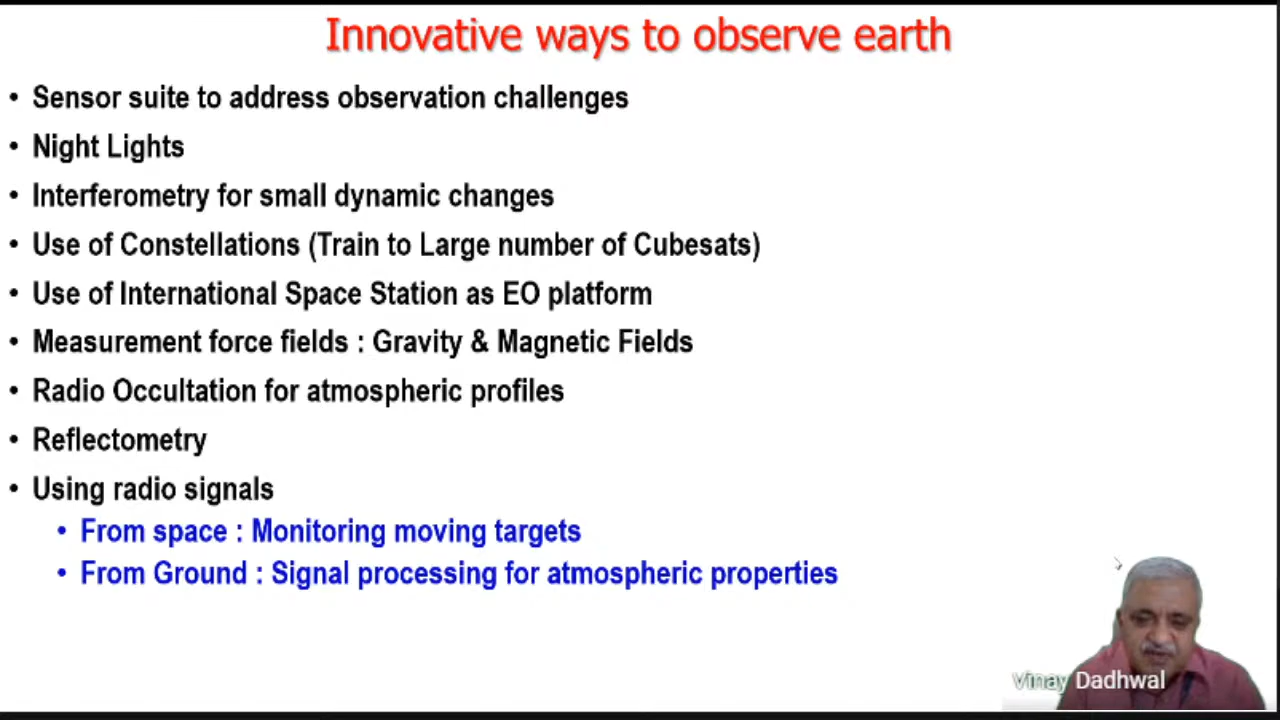 Innovative ways to observe earth
• Sensor suite to address observation challenges
• Night Lights
• Interferometry for small dynamic changes
• Use of Constellations (Train to Large number of Cubesats)
• Use of International Space Station as EO platform
• Measurement force fields : Gravity & Magnetic Fields
• Radio Occultation for atmospheric profiles
• Reflectometry
• Using radio signals
• From space : Monitoring moving targets
• From Ground : Signal processing for atmospheric properties
Vinay Dadhwal